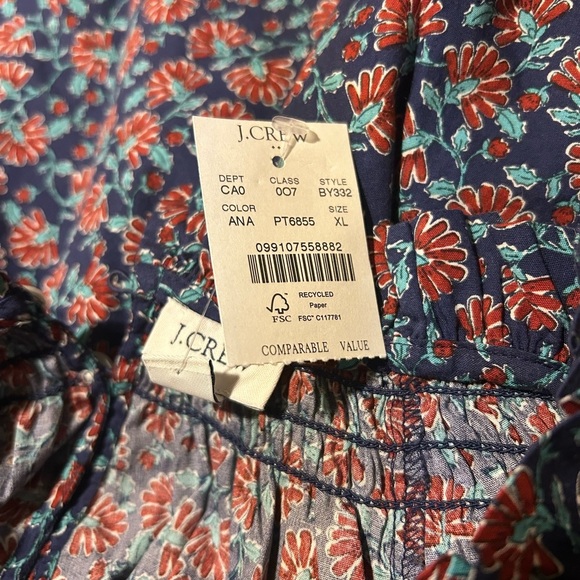 J.CREW
DEPT CLASS STYLE
CA0 0O7 BY332
COLOR SIZE
ANA PT6855 XL
099107558882
FSC
RECYCLED
Paper
FSC® C117781
COMPARABLE VALUE
J.CREW